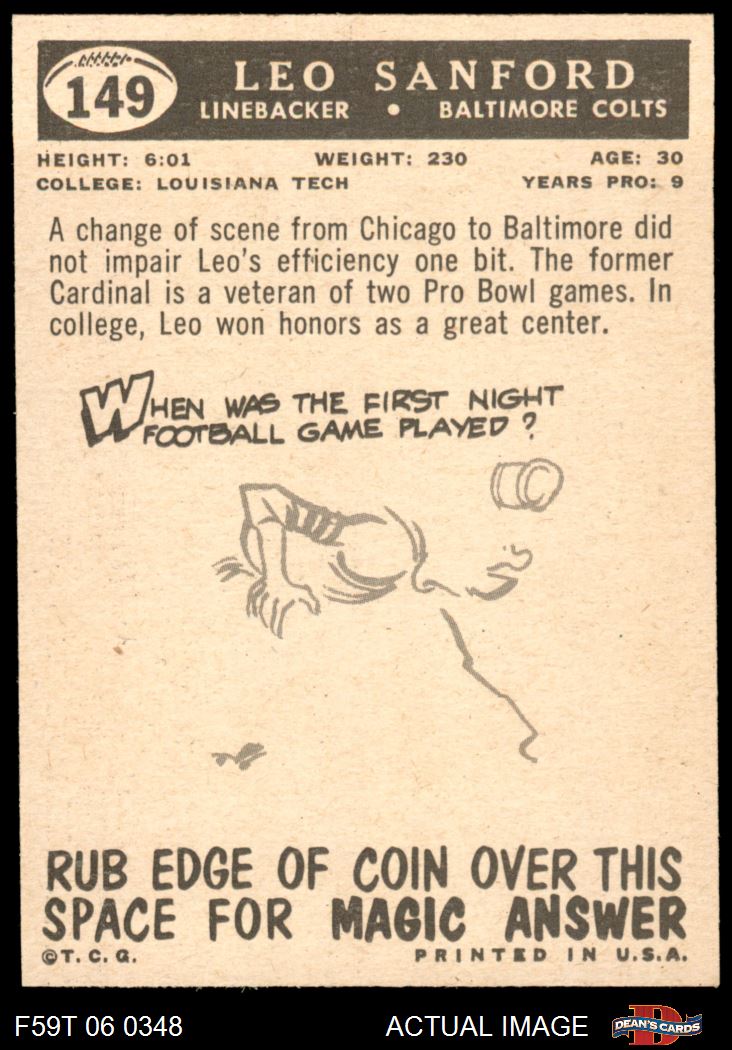 149
LEO SANFORD
LINEBACKER • BALTIMORE COLTS
HEIGHT: 6:01 WEIGHT: 230 AGE: 30
COLLEGE: LOUISIANA TECH YEARS PRO: 9
A change of scene from Chicago to Baltimore did
not impair Leo's efficiency one bit. The former
Cardinal is a veteran of two Pro Bowl games. In
college, Leo won honors as a great center.
WHEN WAS THE FIRST NIGHT
FOOTBALL GAME PLAYED?
RUB EDGE OF COIN OVER THIS
SPACE FOR MAGIC ANSWER
©T.C.G. PRINTED IN U.S.A.
F59T 06 0348 ACTUAL IMAGE D DEAN'S CARDS